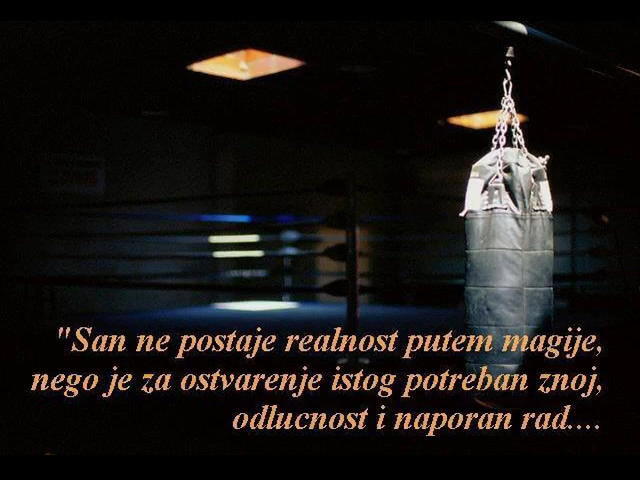 "San ne postaje realnost putem magije,
nego je za ostvarenje istog potreban znoj,
odlucnost i naporan rad....